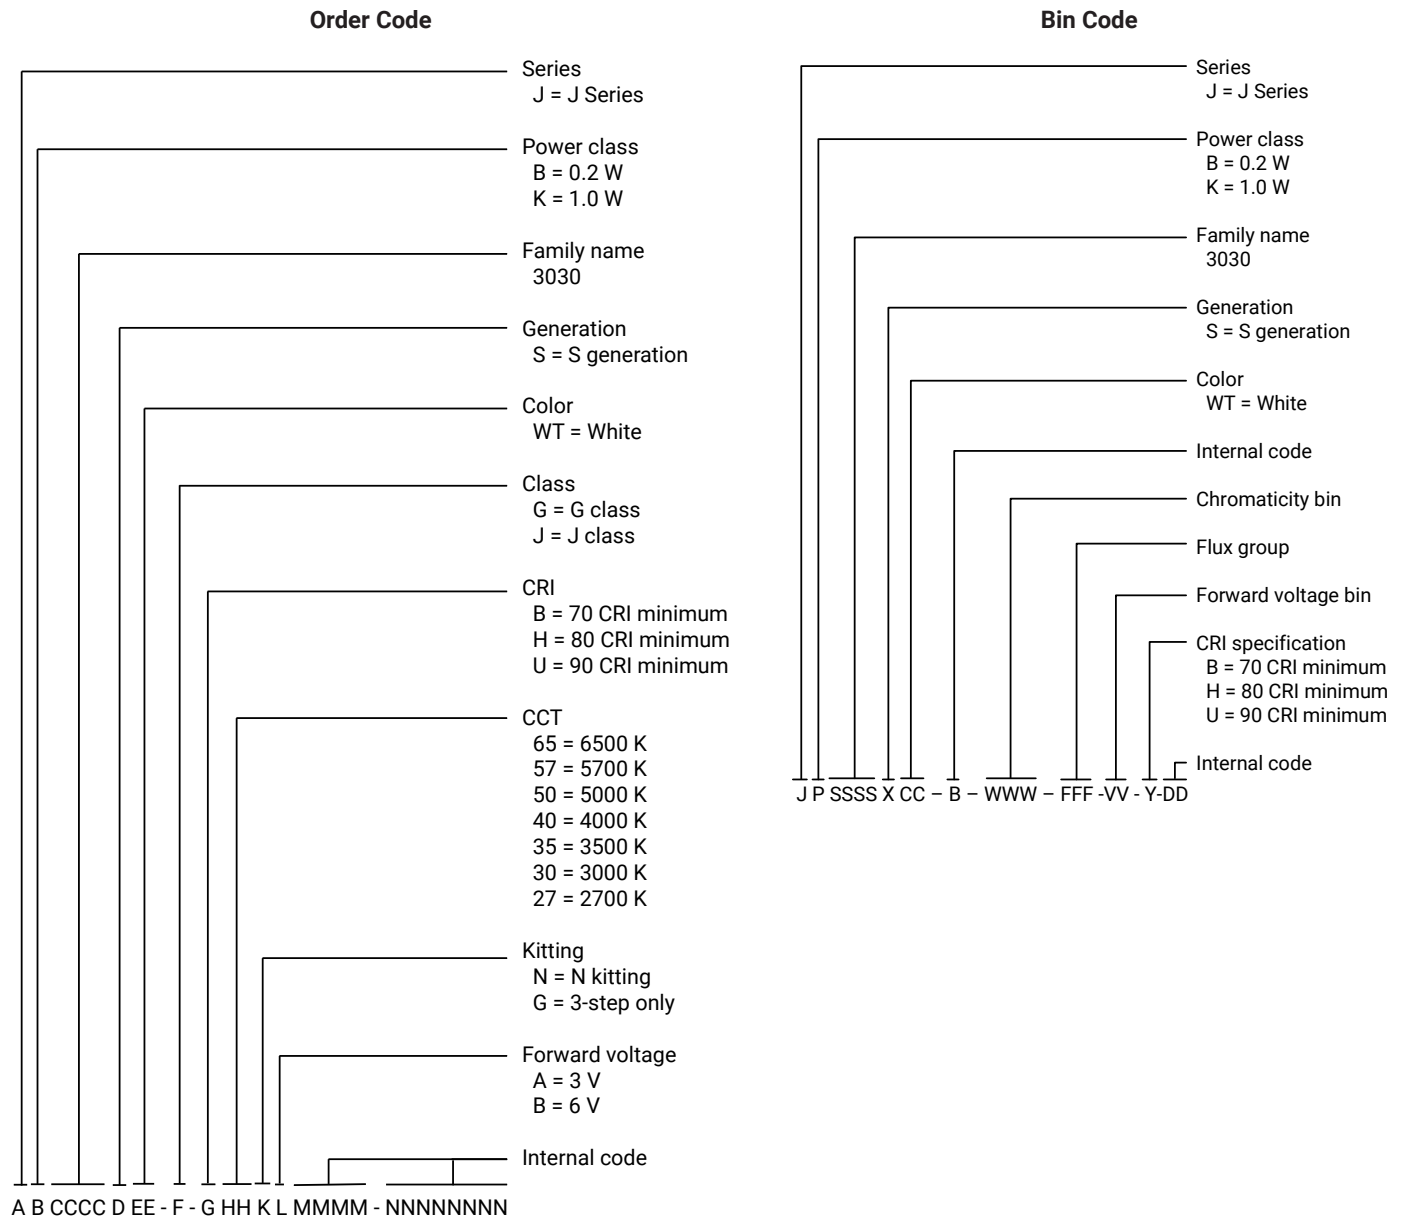 Order Code
Series
J = J Series
Power class
B = 0.2 W
K = 1.0 W
Family name
3030
Generation
S = S generation
Color
WT = White
Class
G = G class
J = J class
CRI
B = 70 CRI minimum
H = 80 CRI minimum
U = 90 CRI minimum
CCT
65 = 6500 K
57 = 5700 K
50 = 5000 K
40 = 4000 K
35 = 3500 K
30 = 3000 K
27 = 2700 K
Kitting
N = N kitting
G = 3-step only
Forward voltage
A = 3 V
B = 6 V
Internal code
A B CCCC D EE - F - G HH K L MMMM - NNNNNNNN
Bin Code
Series
J = J Series
Power class
B = 0.2 W
K = 1.0 W
Family name
3030
Generation
S = S generation
Color
WT = White
Internal code
Chromaticity bin
Flux group
Forward voltage bin
CRI specification
B = 70 CRI minimum
H = 80 CRI minimum
U = 90 CRI minimum
Internal code
J P SSSS X CC – B – WWW – FFF -VV - Y-DD